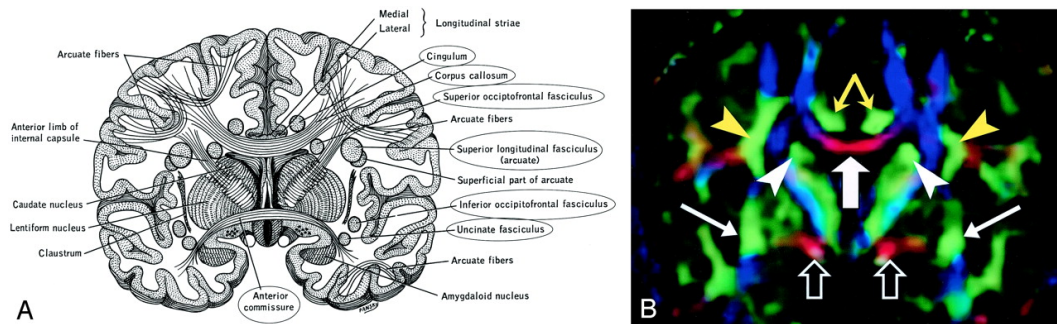 Medial
Lateral
Longitudinal striae
Arcuate fibers
Cingulum
Corpus callosum
Superior occiptofrontal fasciculus
Anterior limb of
internal capsule
Arcuate fibers
Superior longitudinal fasciculus
(arcuate)
Superficial part of arcuate
Caudate nucleus
Inferior occipitofrontal fasciculus
Lentiform nucleus
Uncinate fasciculus
Claustrum
Arcuate fibers
Amygdaloid nucleus
Anterior
commissure
A
B